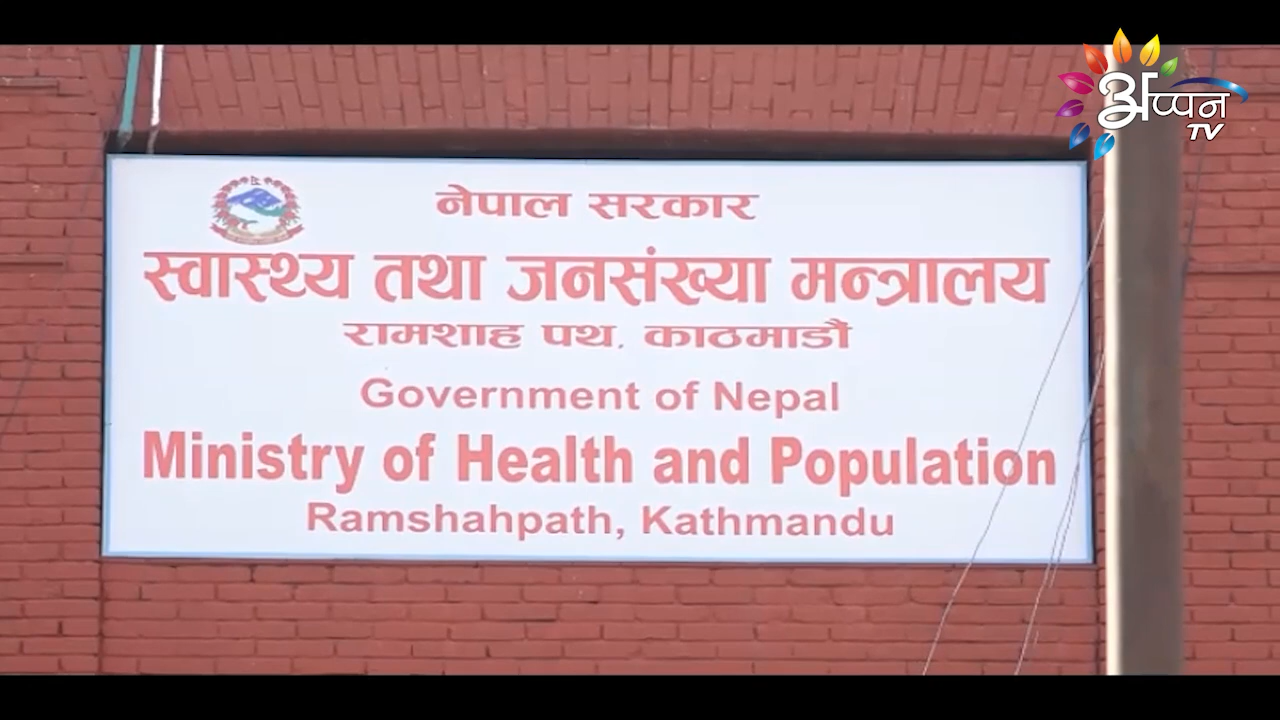 अप्पन
TV
नेपाल सरकार
स्वास्थ्य तथा जनसंख्या मन्त्रालय
रामशाह पथ, काठमाडौं
Government of Nepal
Ministry of Health and Population
Ramshahpath, Kathmandu